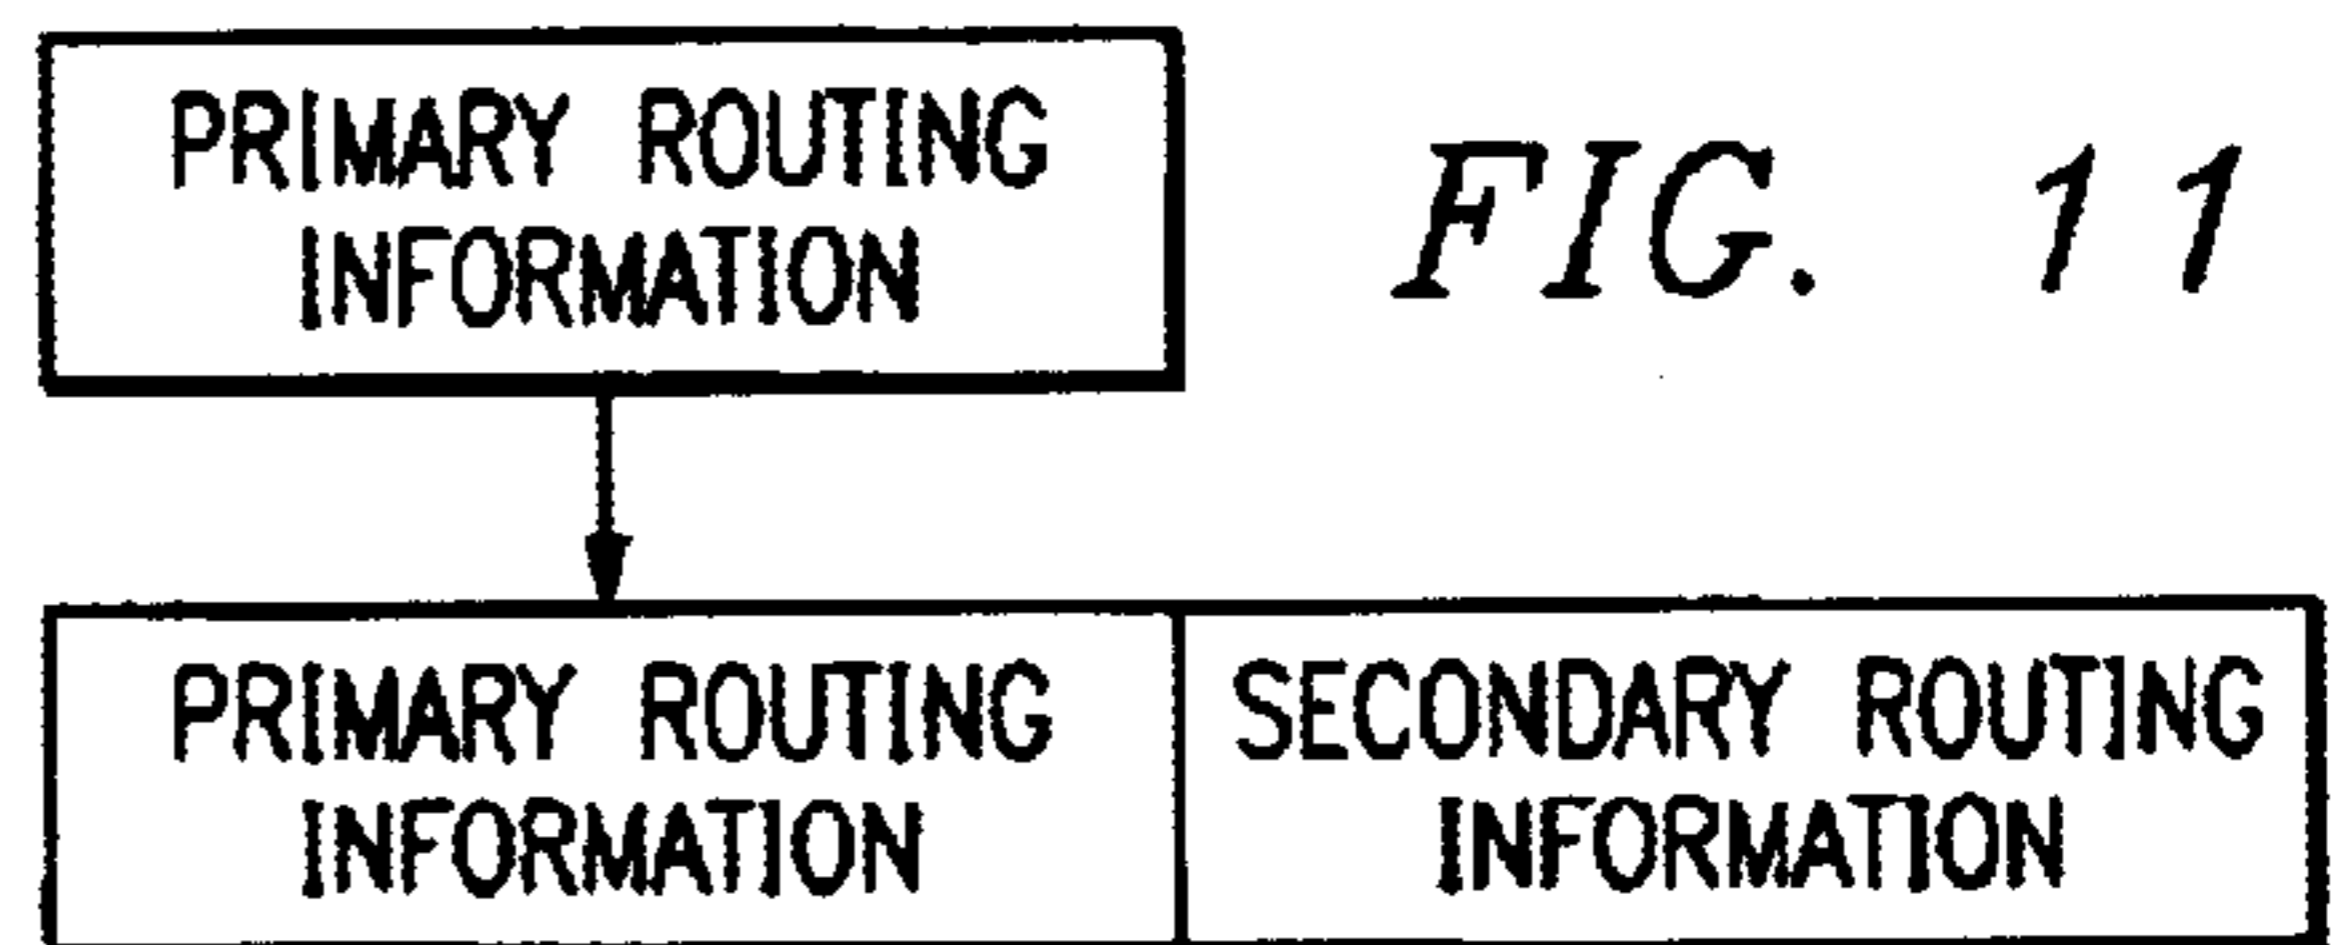 PRIMARY ROUTING
INFORMATION
FIG. 11
PRIMARY ROUTING
INFORMATION
SECONDARY ROUTING
INFORMATION